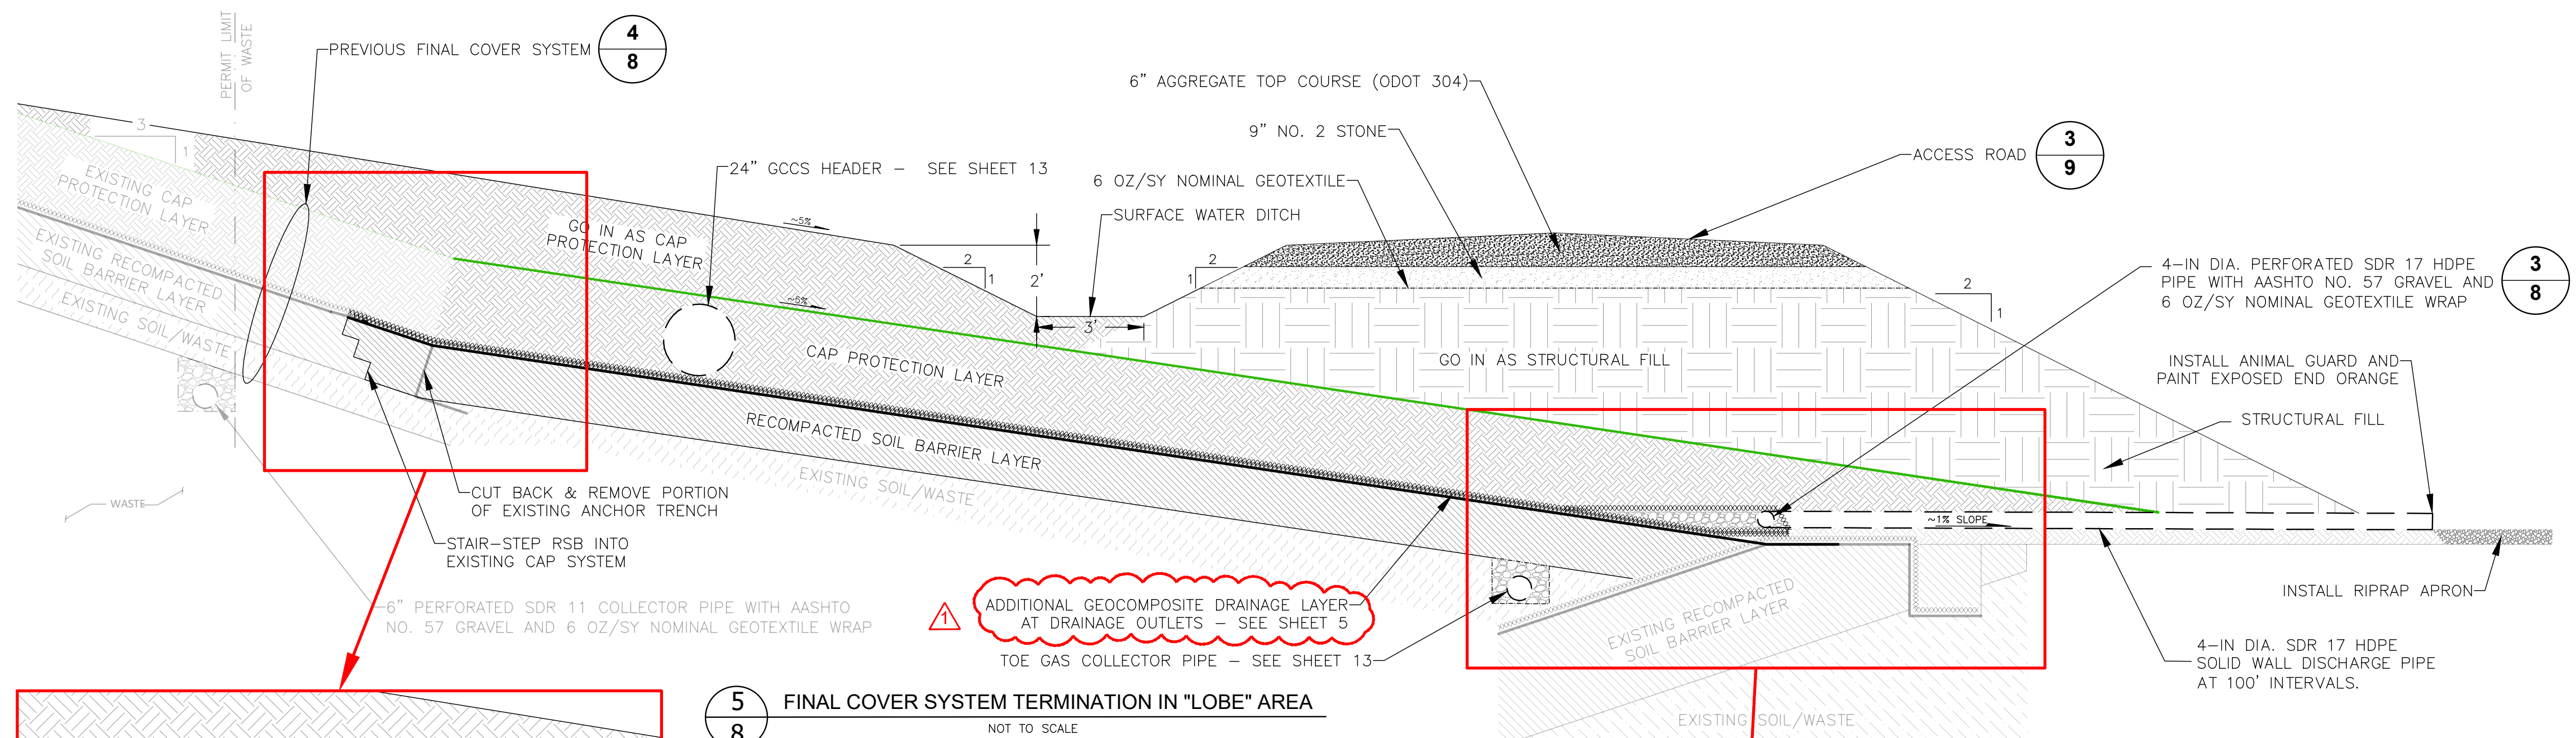 PERMIT LIMIT
OF WASTE
PREVIOUS FINAL COVER SYSTEM
4
8
3
1
EXISTING CAP
PROTECTION LAYER
EXISTING RECOMPACTED
SOIL BARRIER LAYER
EXISTING SOIL/WASTE
WASTE
24" GCCS HEADER – SEE SHEET 13
GO IN AS CAP
PROTECTION LAYER
~5%
~5%
CAP PROTECTION LAYER
RECOMPACTED SOIL BARRIER LAYER
EXISTING SOIL/WASTE
6" AGGREGATE TOP COURSE (ODOT 304)
9" NO. 2 STONE
6 OZ/SY NOMINAL GEOTEXTILE
SURFACE WATER DITCH
2
1
2'
3'
2
1
ACCESS ROAD
3
9
2
1
GO IN AS STRUCTURAL FILL
4–IN DIA. PERFORATED SDR 17 HDPE
PIPE WITH AASHTO NO. 57 GRAVEL AND
6 OZ/SY NOMINAL GEOTEXTILE WRAP
3
8
INSTALL ANIMAL GUARD AND
PAINT EXPOSED END ORANGE
STRUCTURAL FILL
~1% SLOPE
INSTALL RIPRAP APRON
4–IN DIA. SDR 17 HDPE
SOLID WALL DISCHARGE PIPE
AT 100' INTERVALS.
CUT BACK & REMOVE PORTION
OF EXISTING ANCHOR TRENCH
STAIR–STEP RSB INTO
EXISTING CAP SYSTEM
6" PERFORATED SDR 11 COLLECTOR PIPE WITH AASHTO
NO. 57 GRAVEL AND 6 OZ/SY NOMINAL GEOTEXTILE WRAP
1
ADDITIONAL GEOCOMPOSITE DRAINAGE LAYER
AT DRAINAGE OUTLETS – SEE SHEET 5
TOE GAS COLLECTOR PIPE – SEE SHEET 13
EXISTING RECOMPACTED
SOIL BARRIER LAYER
EXISTING SOIL/WASTE
5
8
FINAL COVER SYSTEM TERMINATION IN "LOBE" AREA
NOT TO SCALE